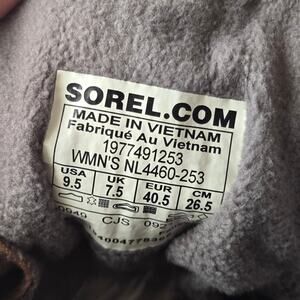 SOREL.COM
MADE IN VIETNAM
Fabriqué Au Vietnam
1977491253
WMN'S NL4460-253
USA UK EUR CM
9.5 7.5 40.5 26.5
CJS